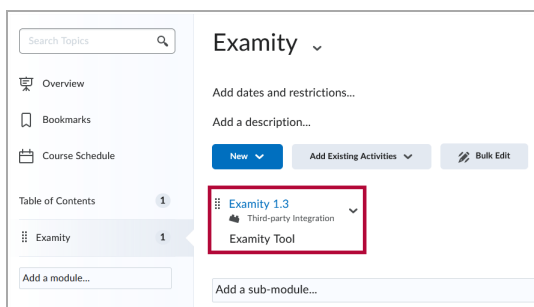 Search Topics
Overview
Bookmarks
Course Schedule
Table of Contents 1
Examity 1
Add a module...
Examity
Add dates and restrictions...
Add a description...
New Add Existing Activities Bulk Edit
Examity 1.3
Third-party Integration
Examity Tool
Add a sub-module...